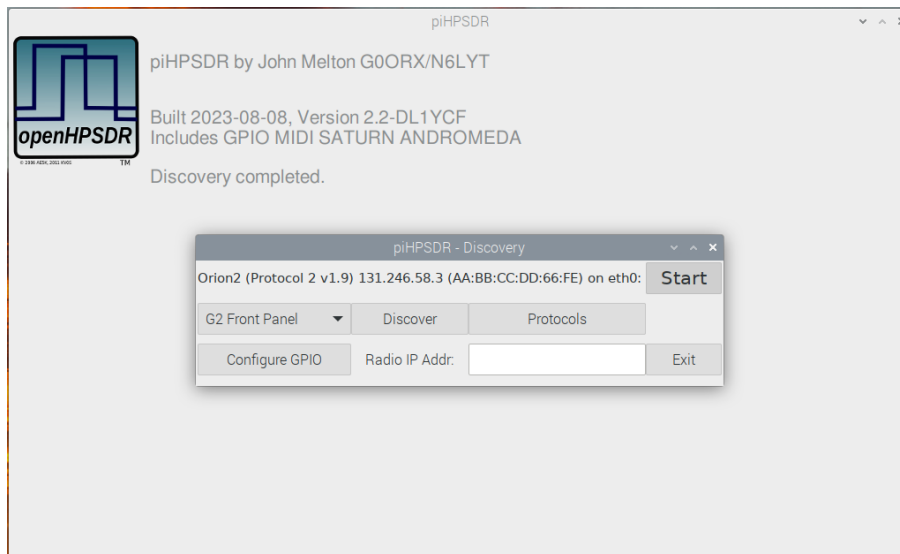 piHPSDR
piHPSDR by John Melton G0ORX/N6LYT
Built 2023-08-08, Version 2.2-DL1YCF
Includes GPIO MIDI SATURN ANDROMEDA
Discovery completed.
openHPSDR
TM
piHPSDR - Discovery
Orion2 (Protocol 2 v1.9) 131.246.58.3 (AA:BB:CC:DD:66:FE) on eth0:
Start
G2 Front Panel
Discover
Protocols
Configure GPIO
Radio IP Addr:
Exit